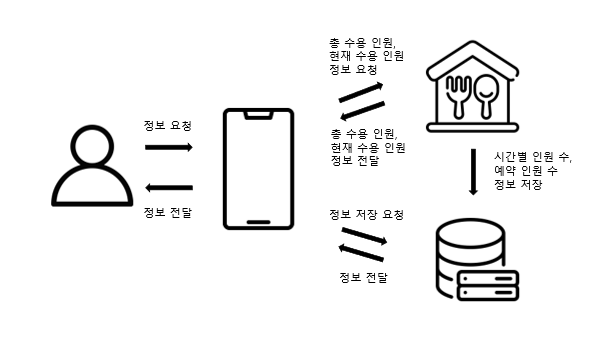 총 수용 인원,
현재 수용 인원
정보 요청
정보 요청
총 수용 인원,
현재 수용 인원
정보 전달
시간별 인원 수,
예약 인원 수
정보 저장
정보 전달
정보 저장 요청
정보 전달